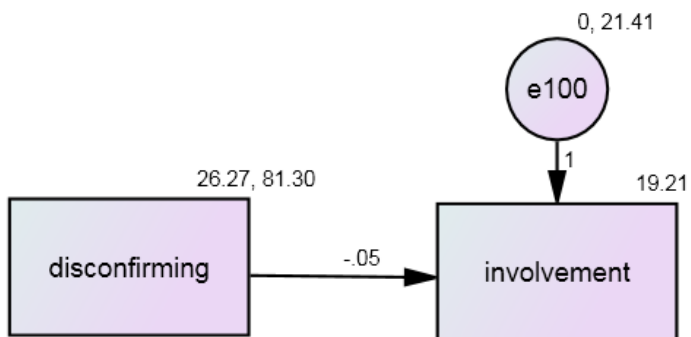 0, 21.41
e100
1
26.27, 81.30
19.21
disconfirming
-.05
involvement